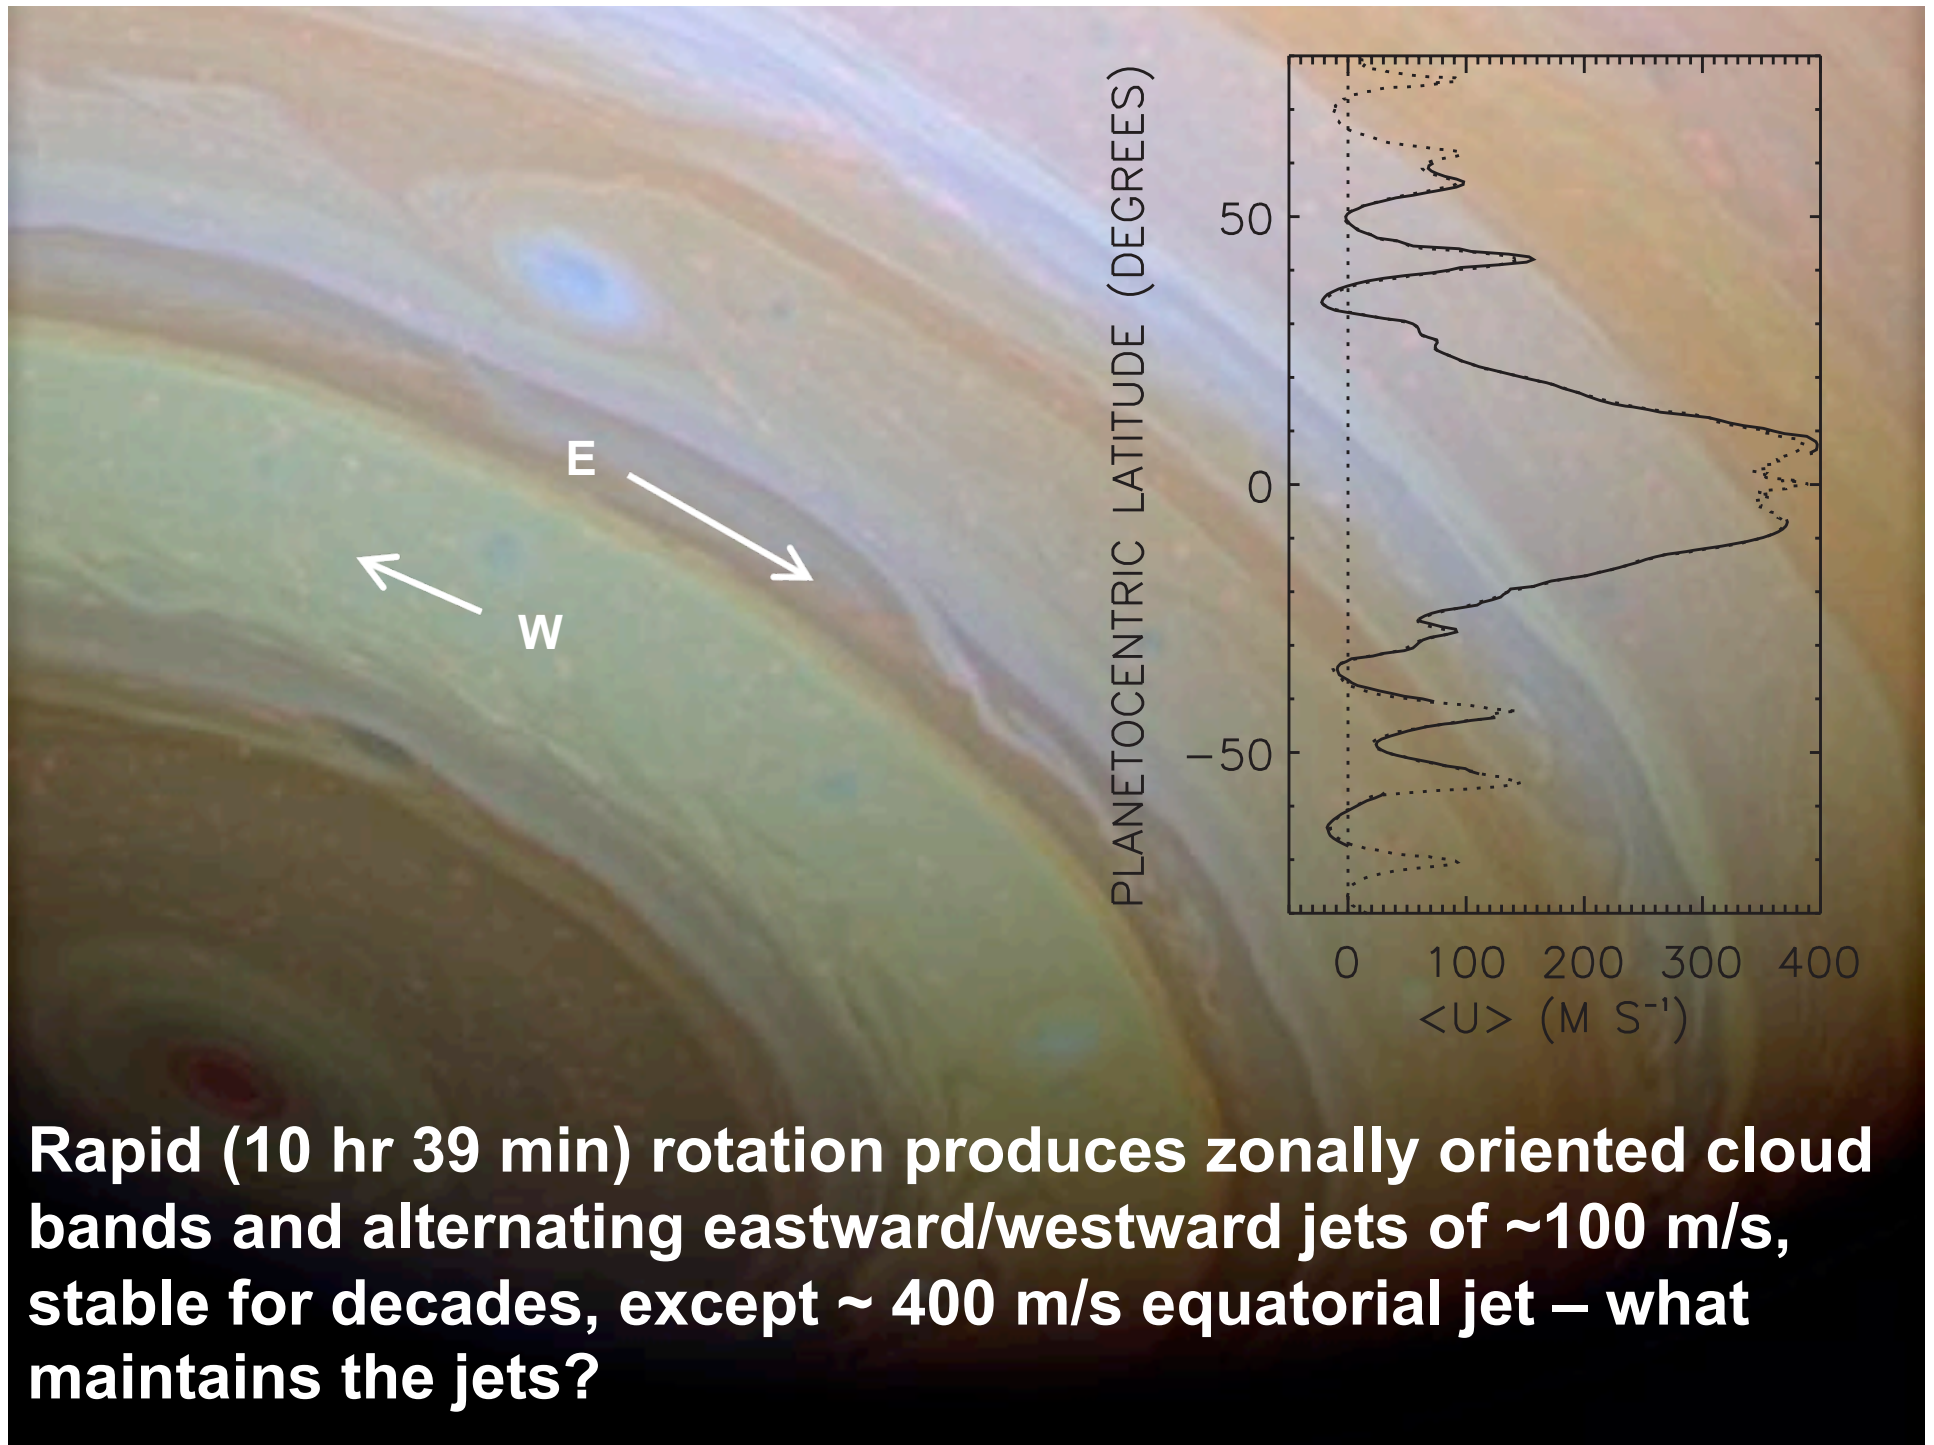 PLANETOCENTRIC LATITUDE (DEGREES)
50
0
−50
0 100 200 300 400
<U> (M S⁻¹)
E
W
Rapid (10 hr 39 min) rotation produces zonally oriented cloud
bands and alternating eastward/westward jets of ~100 m/s,
stable for decades, except ~ 400 m/s equatorial jet – what
maintains the jets?